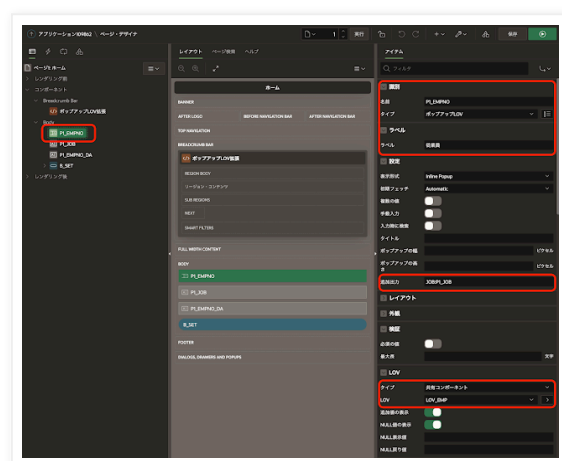 アプリケーション109862 \ ページ・デザイナ
1
実行
保存
ページ1: ホーム
レンダリング前
コンポーネント
Breadcrumb Bar
ポップアップLOV拡張
Body
P1_EMPNO
P1_JOB
P1_EMPNO_DA
B_SET
レンダリング後
レイアウト
ページ検索
ヘルプ
ホーム
BANNER
AFTER LOGO
BEFORE NAVIGATION BAR
AFTER NAVIGATION BAR
TOP NAVIGATION
BREADCRUMB BAR
ポップアップLOV拡張
REGION BODY
リージョン・コンテンツ
SUB REGIONS
NEXT
SMART FILTERS
FULL WIDTH CONTENT
BODY
P1_EMPNO
P1_JOB
P1_EMPNO_DA
B_SET
FOOTER
DIALOGS, DRAWERS AND POPUPS
アイテム
フィルタ
識別
名前
P1_EMPNO
タイプ
ポップアップLOV
ラベル
ラベル
従業員
設定
表示形式
Inline Popup
初期フェッチ
Automatic
複数の値
手動入力
入力時に検索
タイトル
ポップアップの幅
ピクセル
ポップアップの高さ
ピクセル
追加出力
JOB:P1_JOB
レイアウト
外観
検証
必須の値
最大長
文字
LOV
タイプ
共有コンポーネント
LOV
LOV_EMP
追加値の表示
NULL値の表示
NULL表示値
NULL戻り値